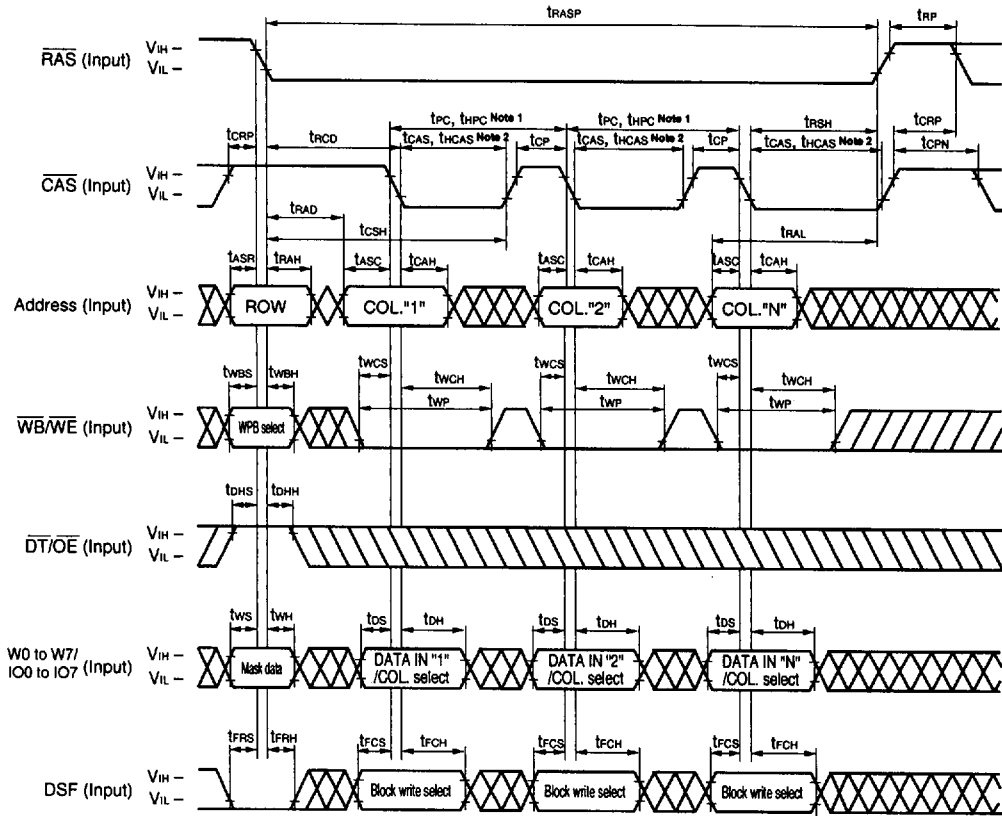 tRASP
tRP
RAS (Input)
VIH –
VIL –
tPC, tHPC Note 1
tPC, tHPC Note 1
tCRP
tRCD
tCAS, tHCAS Note 2
tCP
tCAS, tHCAS Note 2
tCP
tRSH
tCAS, tHCAS Note 2
tCRP
tCPN
CAS (Input)
VIH –
VIL –
tRAD
tCSH
tRAL
tASR
tRAH
tASC
tCAH
tASC
tCAH
tASC
tCAH
Address (Input)
VIH –
VIL –
ROW
COL."1"
COL."2"
COL."N"
tWBS
tWBH
tWCS
tWCH
tWP
tWCS
tWCH
tWP
tWCS
tWCH
tWP
WB/WE (Input)
VIH –
VIL –
WPB select
tDHS
tDHH
DT/OE (Input)
VIH –
VIL –
tWS
tWH
tDS
tDH
tDS
tDH
tDS
tDH
W0 to W7/
IO0 to IO7 (Input)
VIH –
VIL –
Mask data
DATA IN "1"
/COL. select
DATA IN "2"
/COL. select
DATA IN "N"
/COL. select
tFRS
tFRH
tFCS
tFCH
tFCS
tFCH
tFCS
tFCH
DSF (Input)
VIH –
VIL –
Block write select
Block write select
Block write select